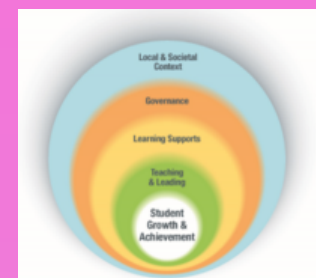 Local & Societal
Context
Governance
Learning Supports
Teaching
& Leading
Student
Growth &
Achievement